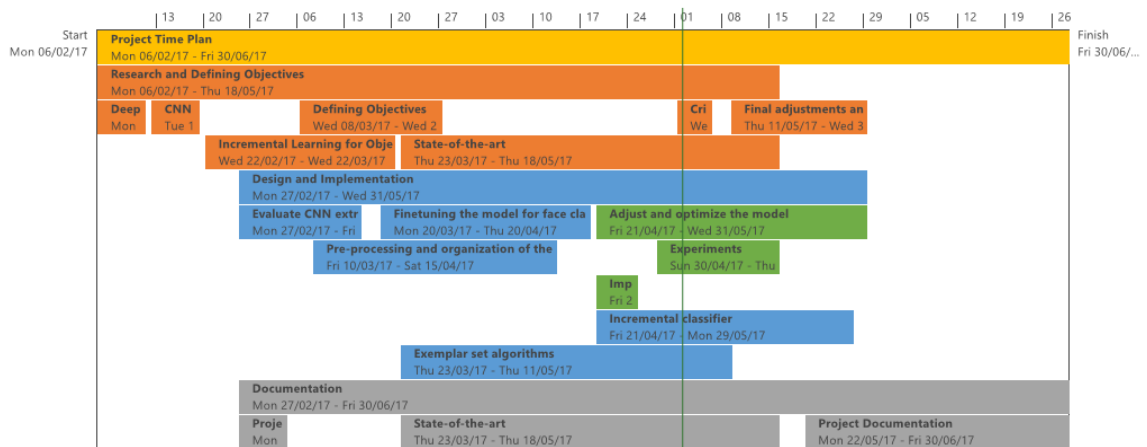 13 20 27 06 13 20 27 03 10 17 24 01 08 15 22 29 05 12 19 26
Start
Mon 06/02/17
Finish
Fri 30/06/...
Project Time Plan
Mon 06/02/17 - Fri 30/06/17
Research and Defining Objectives
Mon 06/02/17 - Thu 18/05/17
Deep
Mon
CNN
Tue 1
Defining Objectives
Wed 08/03/17 - Wed 2
Cri
We
Final adjustments an
Thu 11/05/17 - Wed 3
Incremental Learning for Obje
Wed 22/02/17 - Wed 22/03/17
State-of-the-art
Thu 23/03/17 - Thu 18/05/17
Design and Implementation
Mon 27/02/17 - Wed 31/05/17
Evaluate CNN extr
Mon 27/02/17 - Fri
Finetuning the model for face cla
Mon 20/03/17 - Thu 20/04/17
Adjust and optimize the model
Fri 21/04/17 - Wed 31/05/17
Pre-processing and organization of the
Fri 10/03/17 - Sat 15/04/17
Experiments
Sun 30/04/17 - Thu
Imp
Fri 2
Incremental classifier
Fri 21/04/17 - Mon 29/05/17
Exemplar set algorithms
Thu 23/03/17 - Thu 11/05/17
Documentation
Mon 27/02/17 - Fri 30/06/17
Proje
Mon
State-of-the-art
Thu 23/03/17 - Thu 18/05/17
Project Documentation
Mon 22/05/17 - Fri 30/06/17